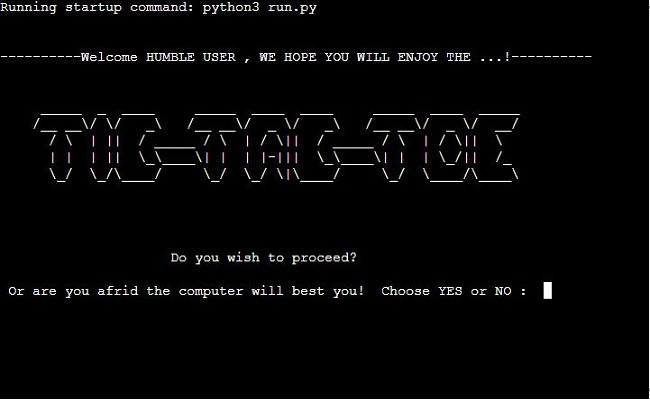 Running startup command: python3 run.py
----------Welcome HUMBLE USER , WE HOPE YOU WILL ENJOY THE ...!----------
TIC-TAC-TOE
Do you wish to proceed?
Or are you afrid the computer will best you!  Choose YES or NO :